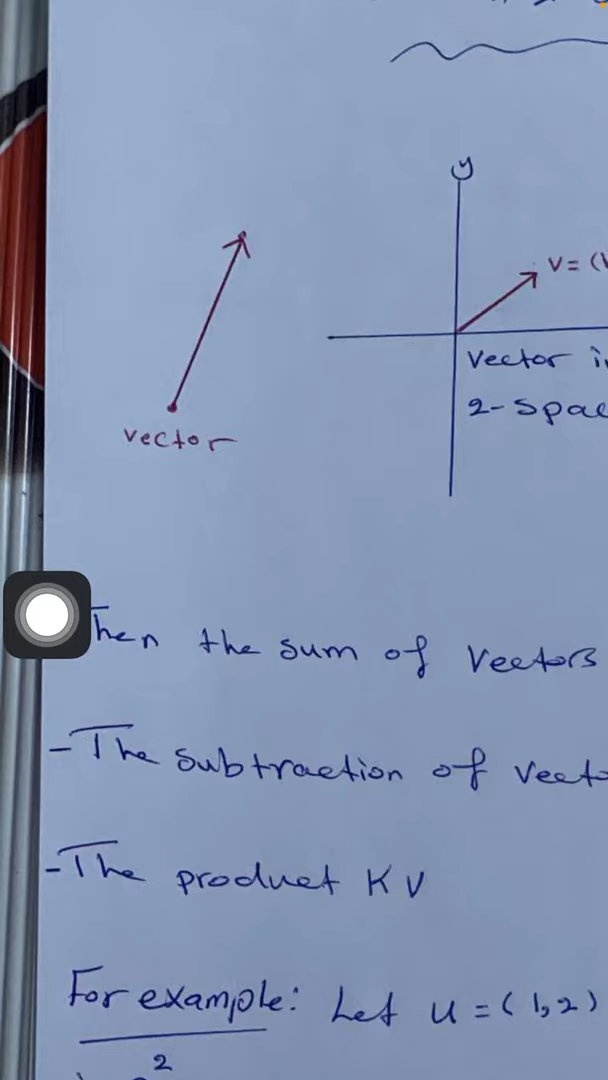 y
V = (
Vector
2-Spac
vector
Then the sum of Vectors
- The subtraction of vect
- The product K V
For example: Let u = (1,2)
2